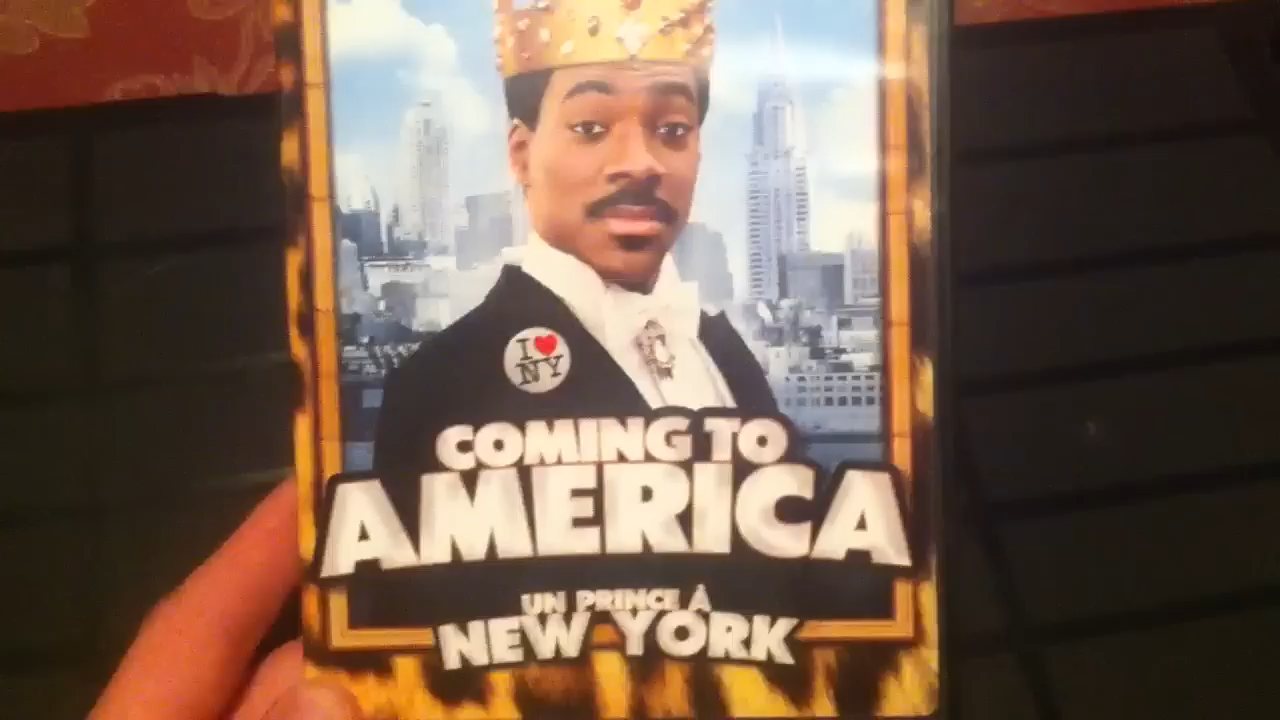 I ❤ NY
COMING TO
AMERICA
UN PRINCE À
NEW YORK